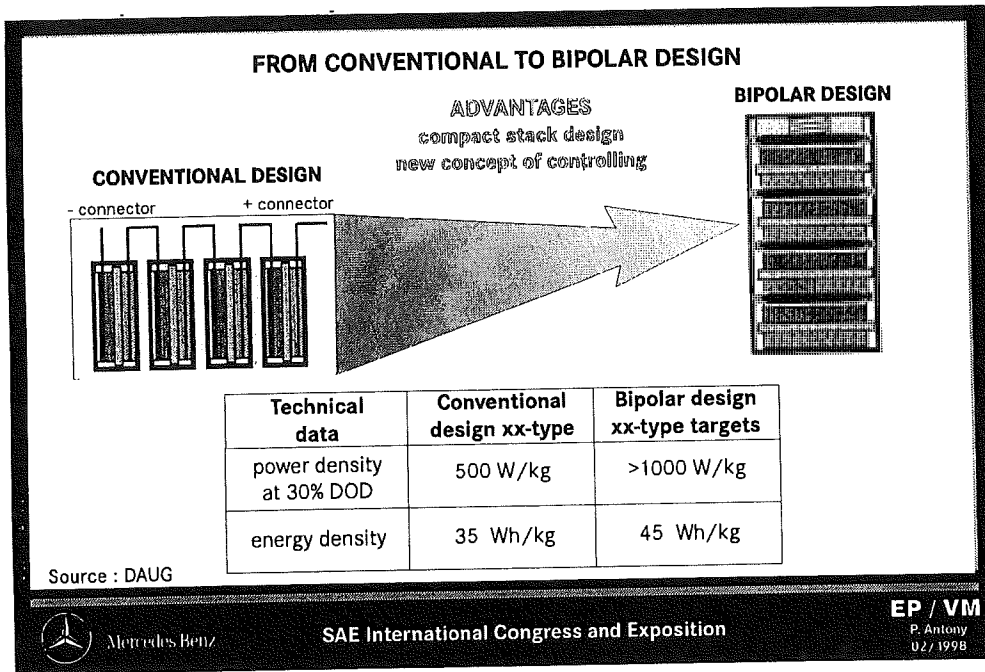 FROM CONVENTIONAL TO BIPOLAR DESIGN
ADVANTAGES
compact stack design
new concept of controlling
BIPOLAR DESIGN
CONVENTIONAL DESIGN
- connector + connector
Technical data Conventional design xx-type Bipolar design xx-type targets
power density at 30% DOD 500 W/kg >1000 W/kg
energy density 35 Wh/kg 45 Wh/kg
Source : DAUG
Mercedes Benz
SAE International Congress and Exposition
EP / VM
P. Antony
02/1998